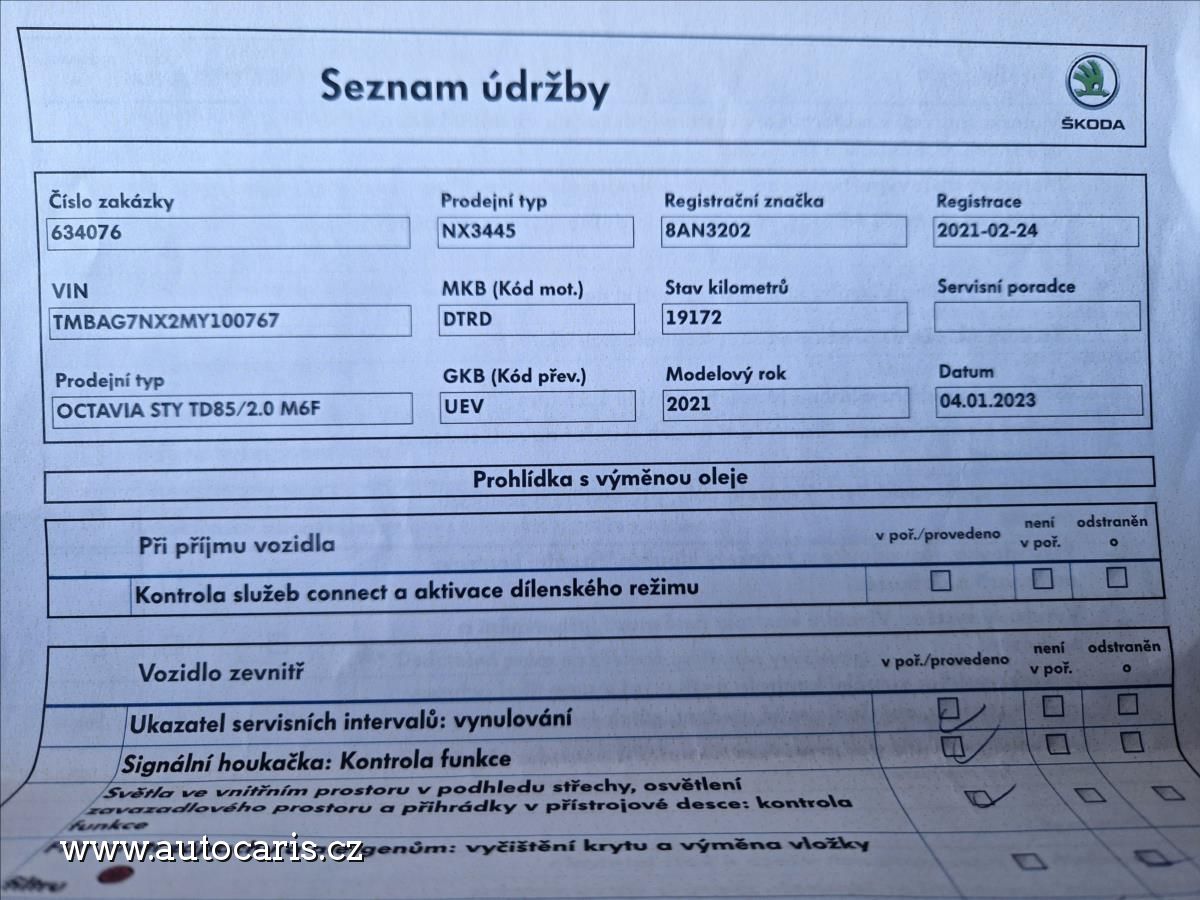 Seznam údržby
ŠKODA
Číslo zakázky Prodejní typ Registrační značka Registrace
634076 NX3445 8AN3202 2021-02-24
VIN MKB (Kód mot.) Stav kilometrů Servisní poradce
TMBAG7NX2MY100767 DTRD 19172
Prodejní typ GKB (Kód přev.) Modelový rok Datum
OCTAVIA STY TD85/2.0 M6F UEV 2021 04.01.2023
Prohlídka s výměnou oleje
Při příjmu vozidla v poř./provedeno není v poř. odstraněn o
Kontrola služeb connect a aktivace dílenského režimu
Vozidlo zevnitř v poř./provedeno není v poř. odstraněn o
Ukazatel servisních intervalů: vynulování
Signální houkačka: Kontrola funkce
Světla ve vnitřním prostoru v podhledu střechy, osvětlení
zavazadlového prostoru a přihrádky v přístrojové desce: kontrola
funkce
vyčištění krytu a výměna vložky
filtru
www.autocaris.cz